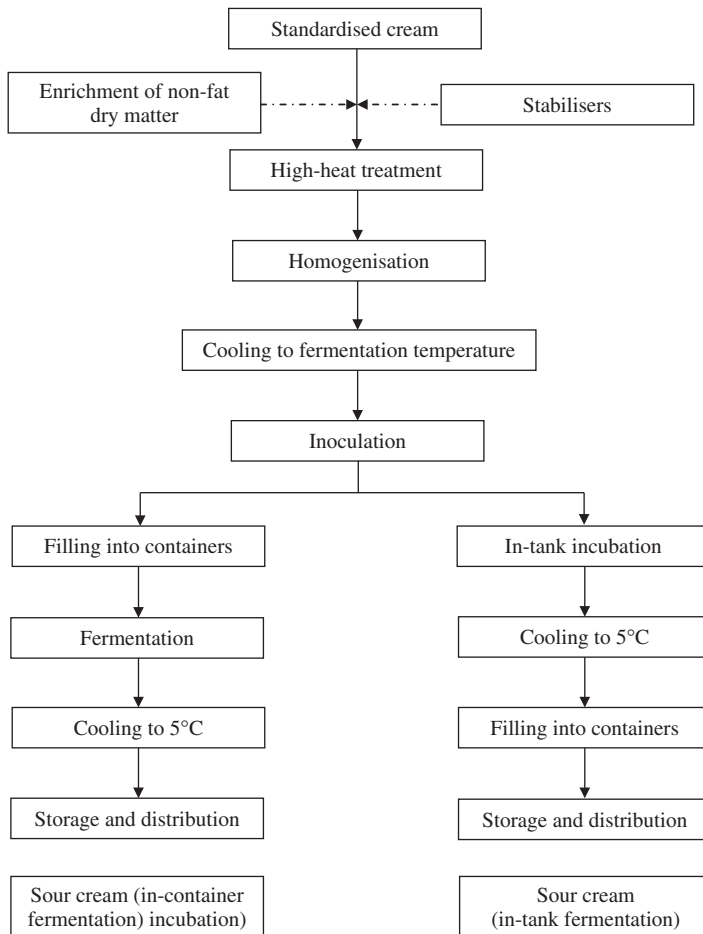 Standardised cream
Enrichment of non-fat
dry matter
Stabilisers
High-heat treatment
Homogenisation
Cooling to fermentation temperature
Inoculation
Filling into containers
In-tank incubation
Fermentation
Cooling to 5°C
Cooling to 5°C
Filling into containers
Storage and distribution
Storage and distribution
Sour cream (in-container
fermentation) incubation)
Sour cream
(in-tank fermentation)